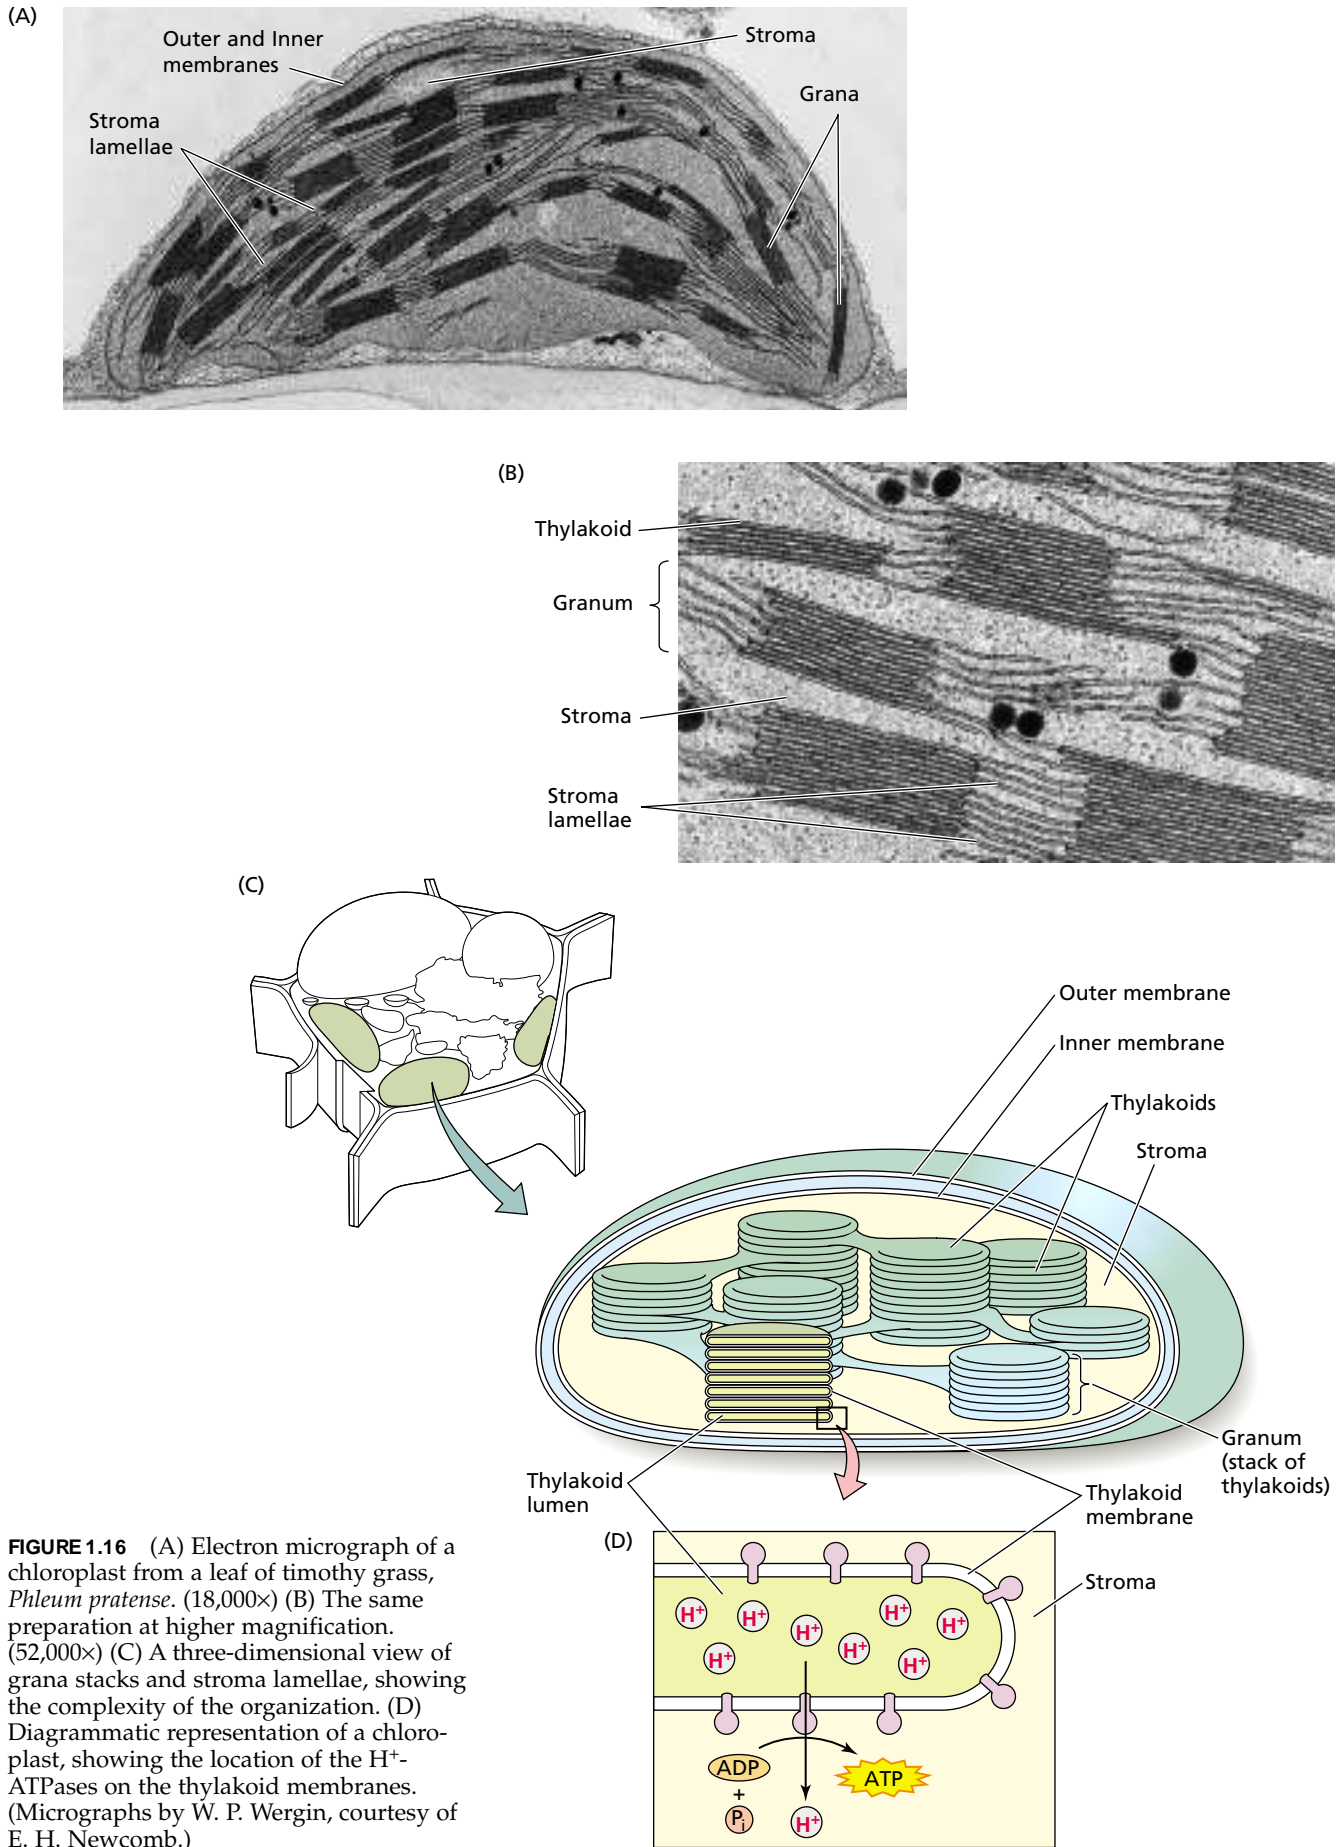 (A)
Outer and Inner
membranes
Stroma
Grana
Stroma
lamellae
(B)
Thylakoid
Granum
Stroma
Stroma
lamellae
(C)
Outer membrane
Inner membrane
Thylakoids
Stroma
Granum
(stack of
thylakoids)
Thylakoid
lumen
Thylakoid
membrane
(D)
Stroma
H+
H+
H+
H+
H+
H+
H+
H+
ADP
+
Pi
ATP
H+
FIGURE 1.16 (A) Electron micrograph of a
chloroplast from a leaf of timothy grass,
Phleum pratense. (18,000×) (B) The same
preparation at higher magnification.
(52,000×) (C) A three-dimensional view of
grana stacks and stroma lamellae, showing
the complexity of the organization. (D)
Diagrammatic representation of a chloro-
plast, showing the location of the H+-
ATPases on the thylakoid membranes.
(Micrographs by W. P. Wergin, courtesy of
E. H. Newcomb.)